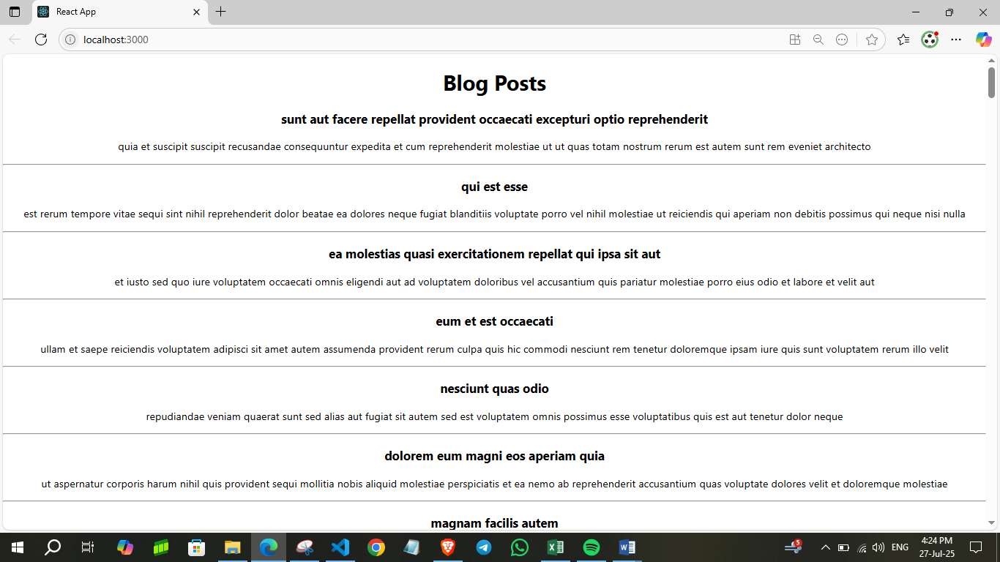 React App
localhost:3000
Blog Posts
sunt aut facere repellat provident occaecati excepturi optio reprehenderit
quia et suscipit suscipit recusandae consequuntur expedita et cum reprehenderit molestiae ut ut quas totam nostrum rerum est autem sunt rem eveniet architecto
qui est esse
est rerum tempore vitae sequi sint nihil reprehenderit dolor beatae ea dolores neque fugiat blanditiis voluptate porro vel nihil molestiae ut reiciendis qui aperiam non debitis possimus qui neque nisi nulla
ea molestias quasi exercitationem repellat qui ipsa sit aut
et iusto sed quo iure voluptatem occaecati omnis eligendi aut ad voluptatem doloribus vel accusantium quis pariatur molestiae porro eius odio et labore et velit aut
eum et est occaecati
ullam et saepe reiciendis voluptatem adipisci sit amet autem assumenda provident rerum culpa quis hic commodi nesciunt rem tenetur doloremque ipsam iure quis sunt voluptatem rerum illo velit
nesciunt quas odio
repudiandae veniam quaerat sunt sed alias aut fugiat sit autem sed est voluptatem omnis possimus esse voluptatibus quis est aut tenetur dolor neque
dolorem eum magni eos aperiam quia
ut aspernatur corporis harum nihil quis provident sequi mollitia nobis aliquid molestiae perspiciatis et ea nemo ab reprehenderit accusantium quas voluptate dolores velit et doloremque molestiae
magnam facilis autem
5
ENG
4:24 PM
27-Jul-25